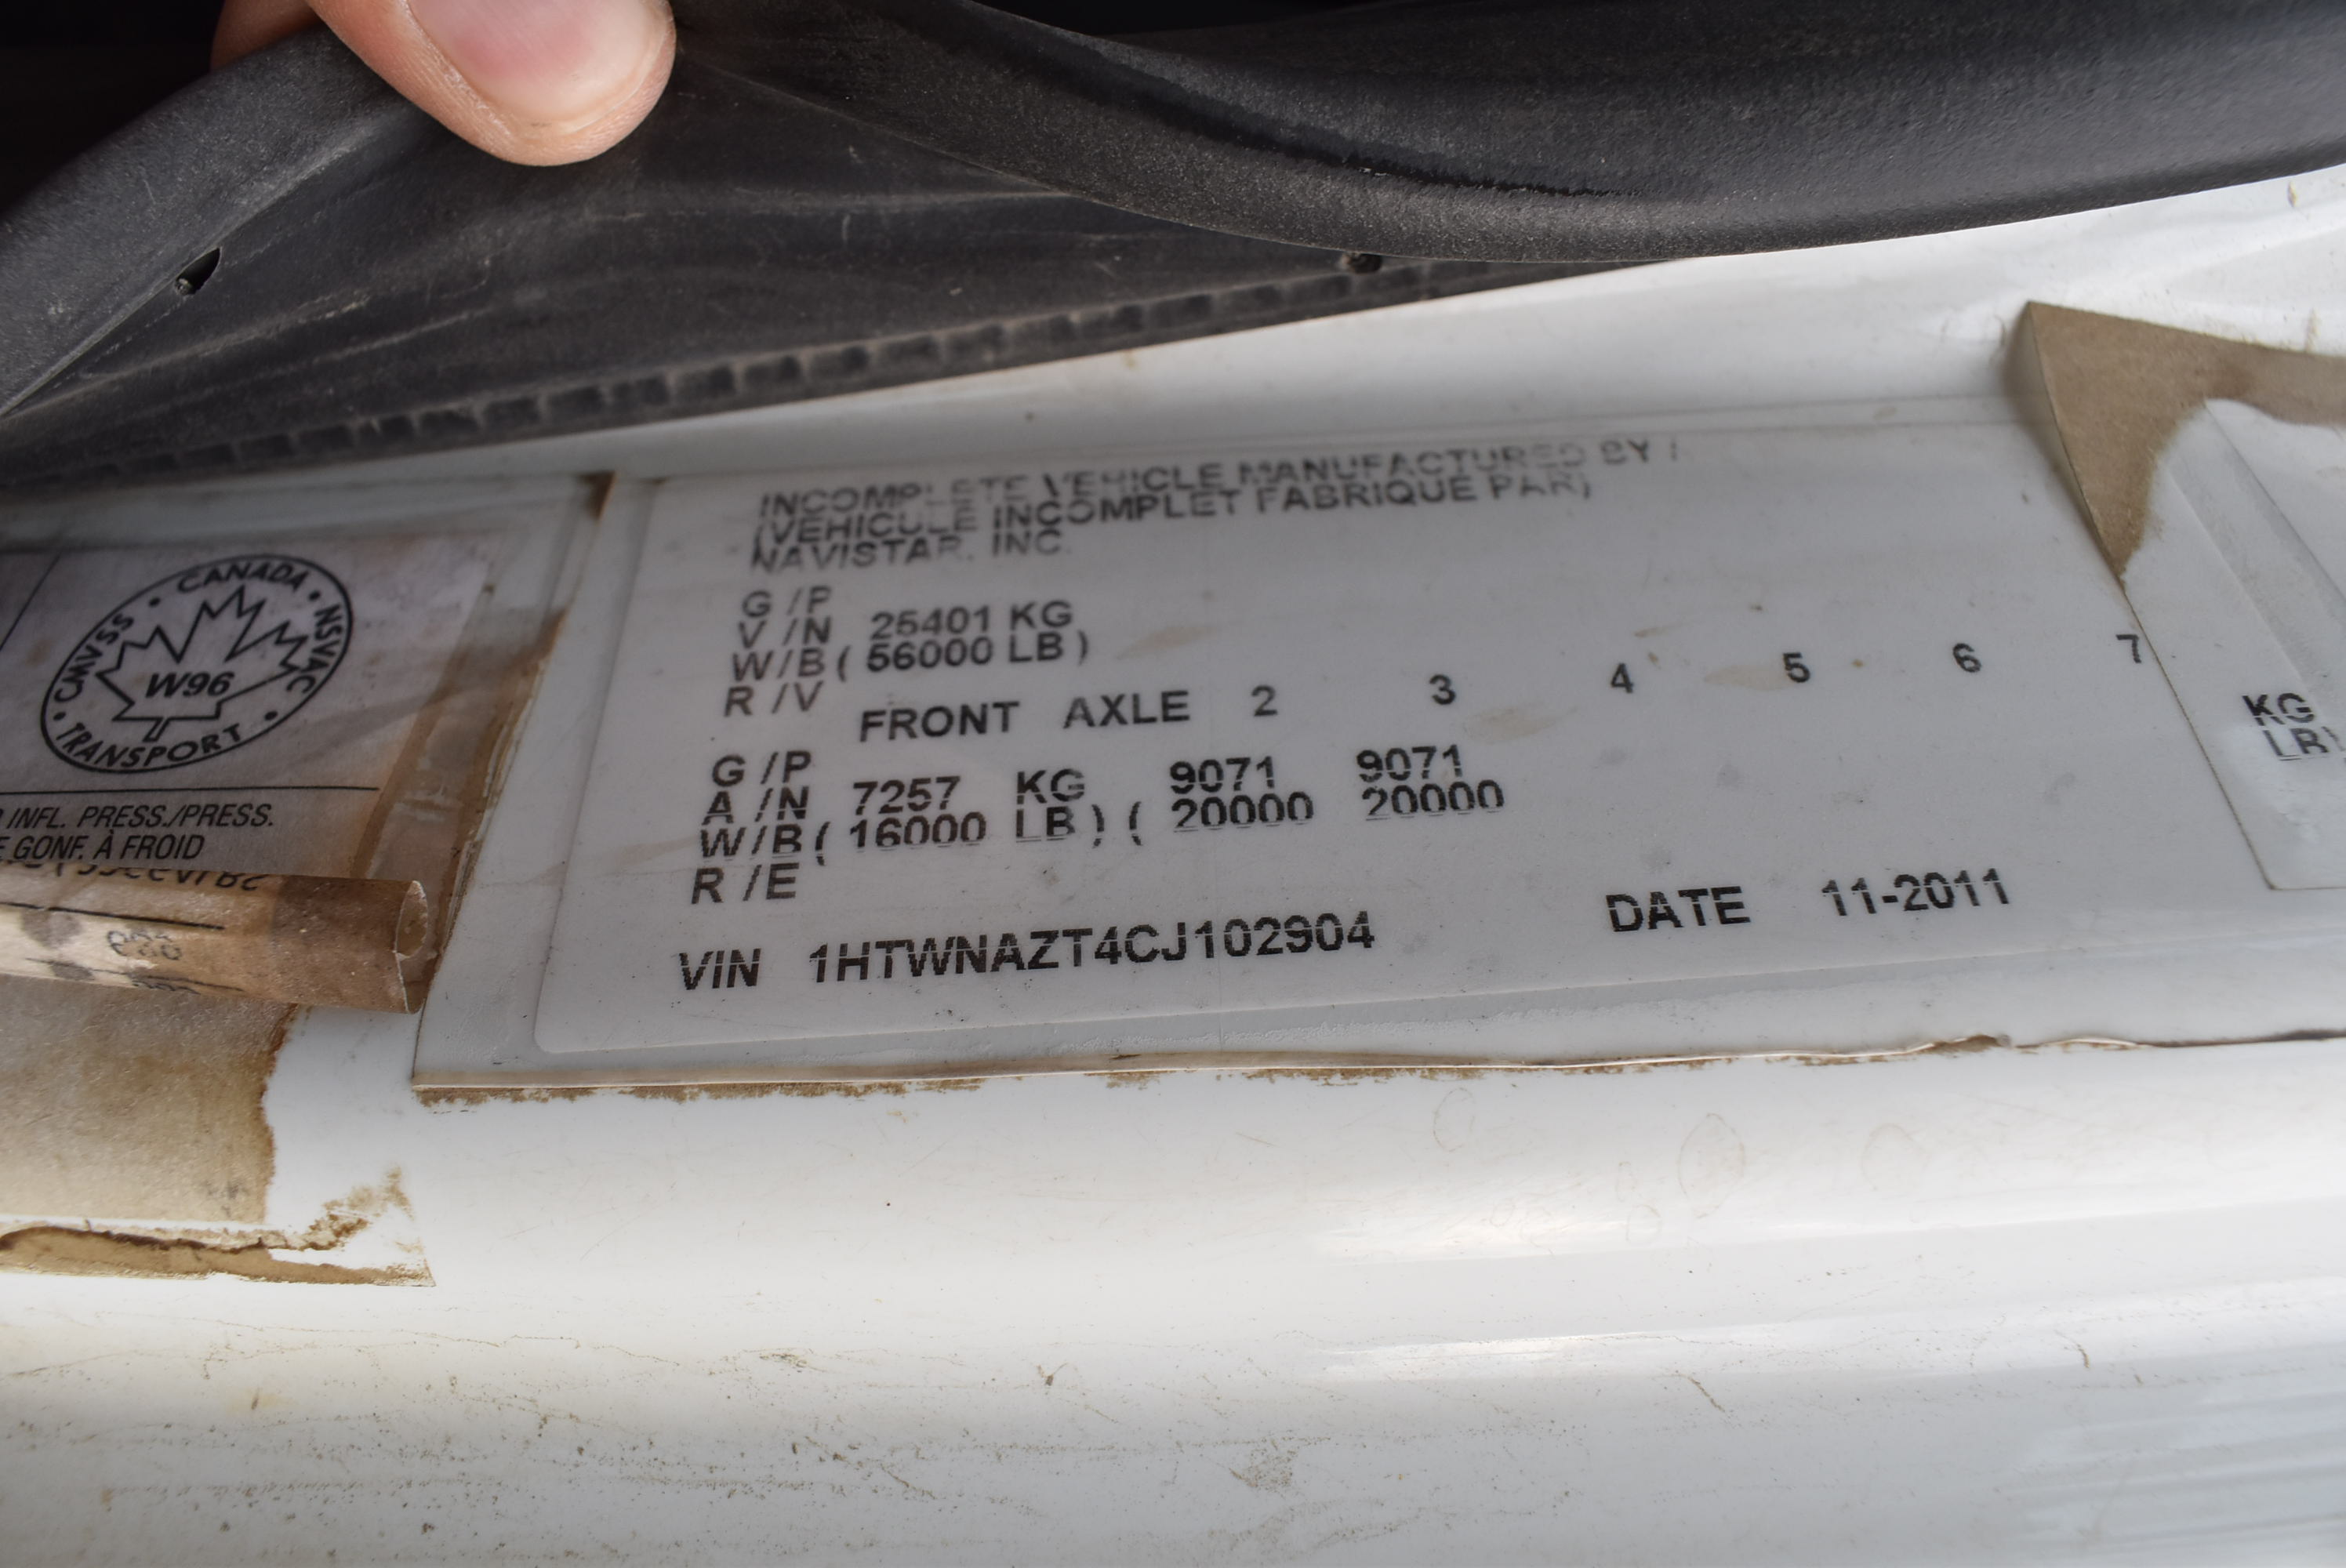 CANADA • NSVAC • TRANSPORT • CMVSS •
W96
INFL. PRESS./PRESS.
GONF. À FROID
INCOMPLETE VEHICLE MANUFACTURED BY /
(VEHICULE INCOMPLET FABRIQUE PAR)
NAVISTAR, INC.
G /P
V /N 25401 KG
W/B ( 56000 LB )
R /V
FRONT AXLE 2 3 4 5 6 7
G /P
A /N 7257 KG 9071 9071
W/B ( 16000 LB ) ( 20000 20000
R /E
VIN 1HTWNAZT4CJ102904 DATE 11-2011
KG
LB)